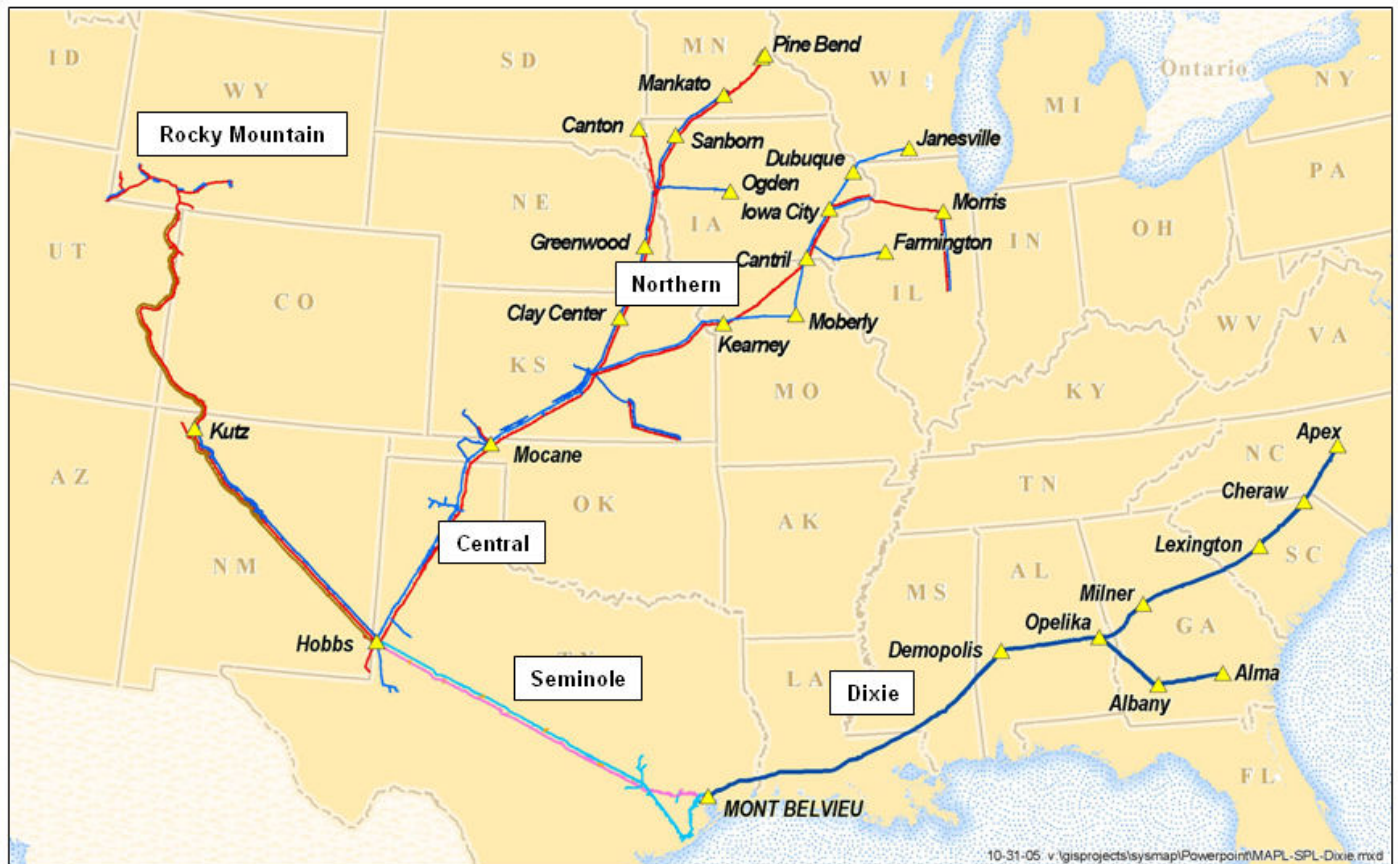 MN
Pine Bend
ID
SD
WI
Ontario
NY
WY
Mankato
MI
Rocky Mountain
Canton
Sanborn
Janesville
Dubuque
PA
Ogden
NE
Iowa City
Morris
IA
UT
Greenwood
Farmington
IN
OH
Cantril
CO
Northern
IL
Clay Center
Moberly
WV
VA
Kearney
KS
MO
KY
Kutz
Mocane
Apex
NC
AZ
TN
Cheraw
OK
AK
Central
Lexington
SC
NM
AL
MS
Milner
Opelika
GA
Hobbs
Demopolis
Seminole
LA
Dixie
Alma
Albany
FL
MONT BELVIEU
10-31-05 v:\gisprojects\sysmap\Powerpoint\MAPL-SPL-Dixie.mxd